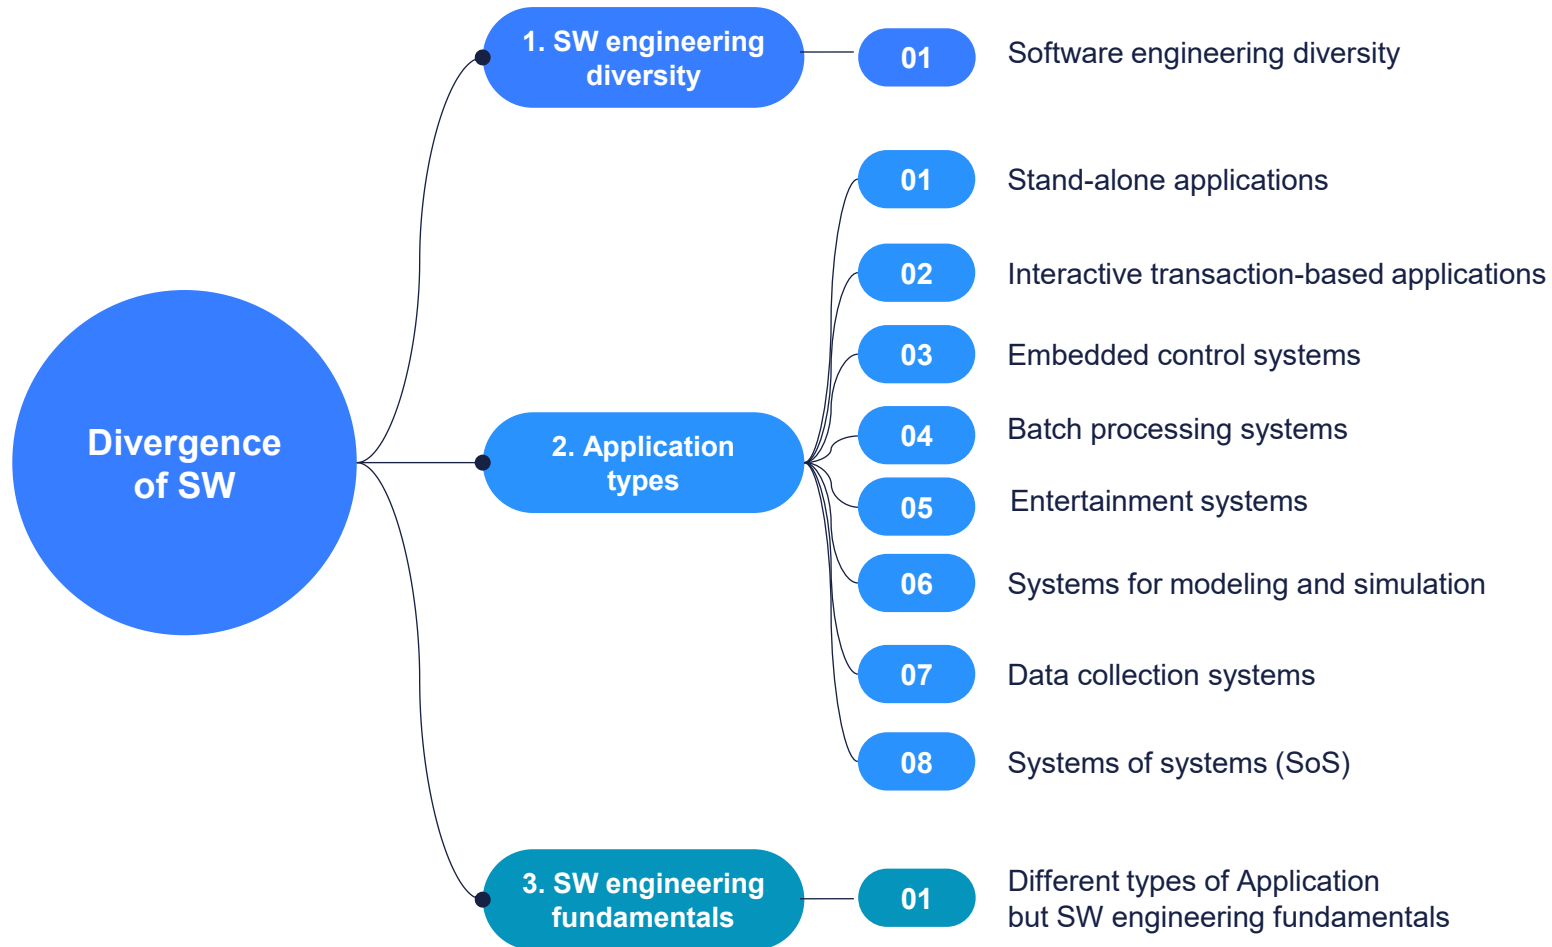 Divergence
of SW
1. SW engineering
diversity
01
Software engineering diversity
2. Application
types
01
Stand-alone applications
02
Interactive transaction-based applications
03
Embedded control systems
04
Batch processing systems
05
Entertainment systems
06
Systems for modeling and simulation
07
Data collection systems
08
Systems of systems (SoS)
3. SW engineering
fundamentals
01
Different types of Application
but SW engineering fundamentals